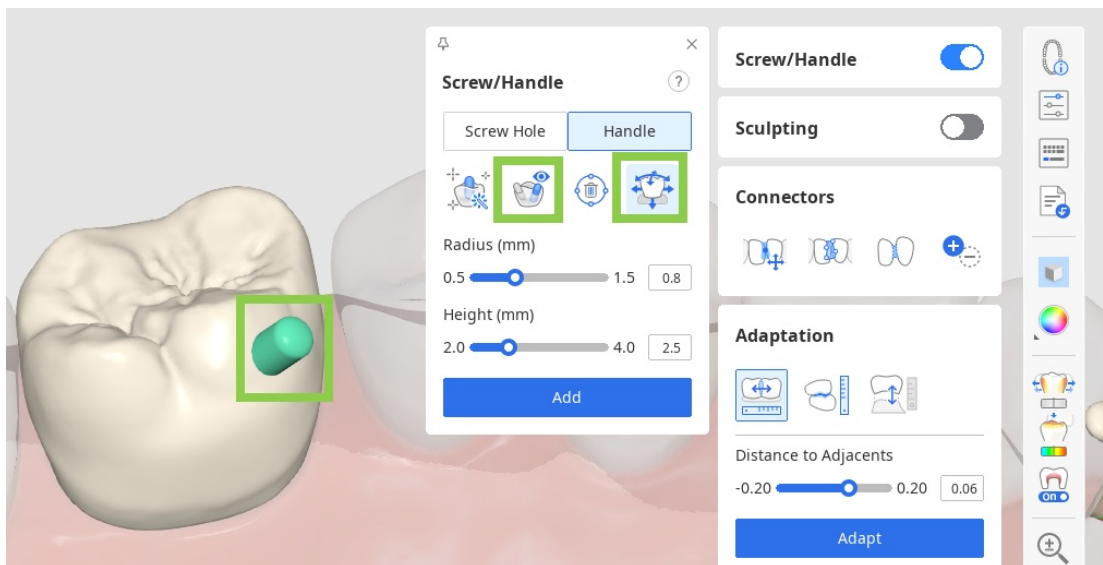 Screw/Handle
?
Screw Hole Handle
Radius (mm)
0.5 1.5 0.8
Height (mm)
2.0 4.0 2.5
Add
Screw/Handle
Sculpting
Connectors
Adaptation
Distance to Adjacents
-0.20 0.20 0.06
Adapt
on